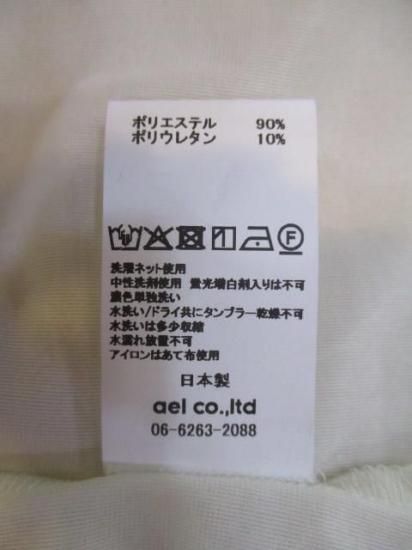 ポリエステル 90%
ポリウレタン 10%
F
洗濯ネット使用
中性洗剤使用 蛍光増白剤入りは不可
濃色単独洗い
水洗い/ドライ共にタンブラー乾燥不可
水洗いは多少収縮
水濡れ放置不可
アイロンはあて布使用
日本製
ael co.,ltd
06-6263-2088